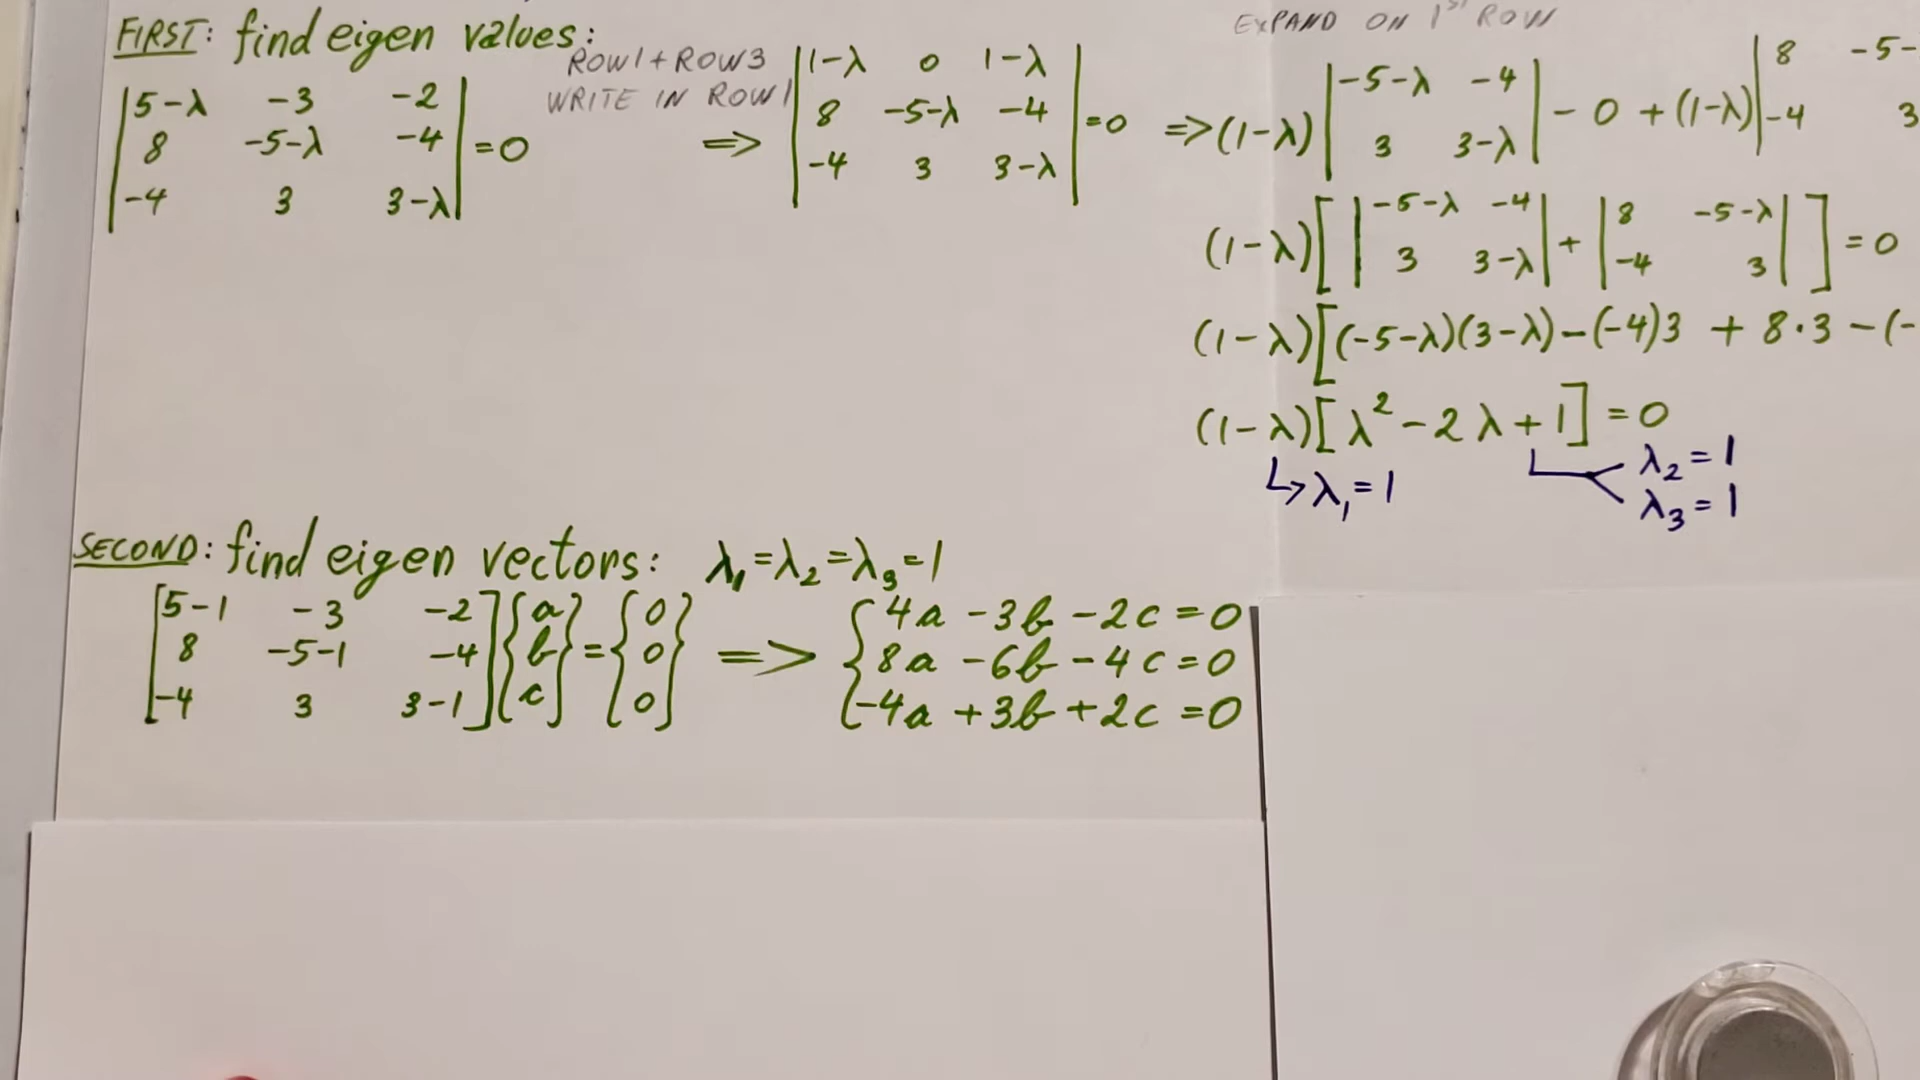 FIRST: find eigen values:
|5-λ -3 -2|
|8 -5-λ -4| =0
|-4 3 3-λ|
ROW1+ROW3
WRITE IN ROW1
=>
|1-λ 0 1-λ|
|8 -5-λ -4| =0
|-4 3 3-λ|
EXPAND ON 1ST ROW
=> (1-λ) |-5-λ -4| - 0 + (1-λ) |8 -5-
|3 3-λ| |-4 3
(1-λ)[ |-5-λ -4| + |8 -5-λ| ] =0
|3 3-λ| |-4 3|
(1-λ)[(-5-λ)(3-λ)-(-4)3 + 8·3 -(-
(1-λ)[λ²-2λ+1] =0
↳λ₁=1
λ₂=1
λ₃=1
SECOND: find eigen vectors: λ₁=λ₂=λ₃=1
[5-1 -3 -2] {a} {0}
[8 -5-1 -4] {b} = {0}
[-4 3 3-1] {c} {0}
=>
{4a -3b -2c =0
{8a -6b -4c =0
{-4a +3b +2c =0